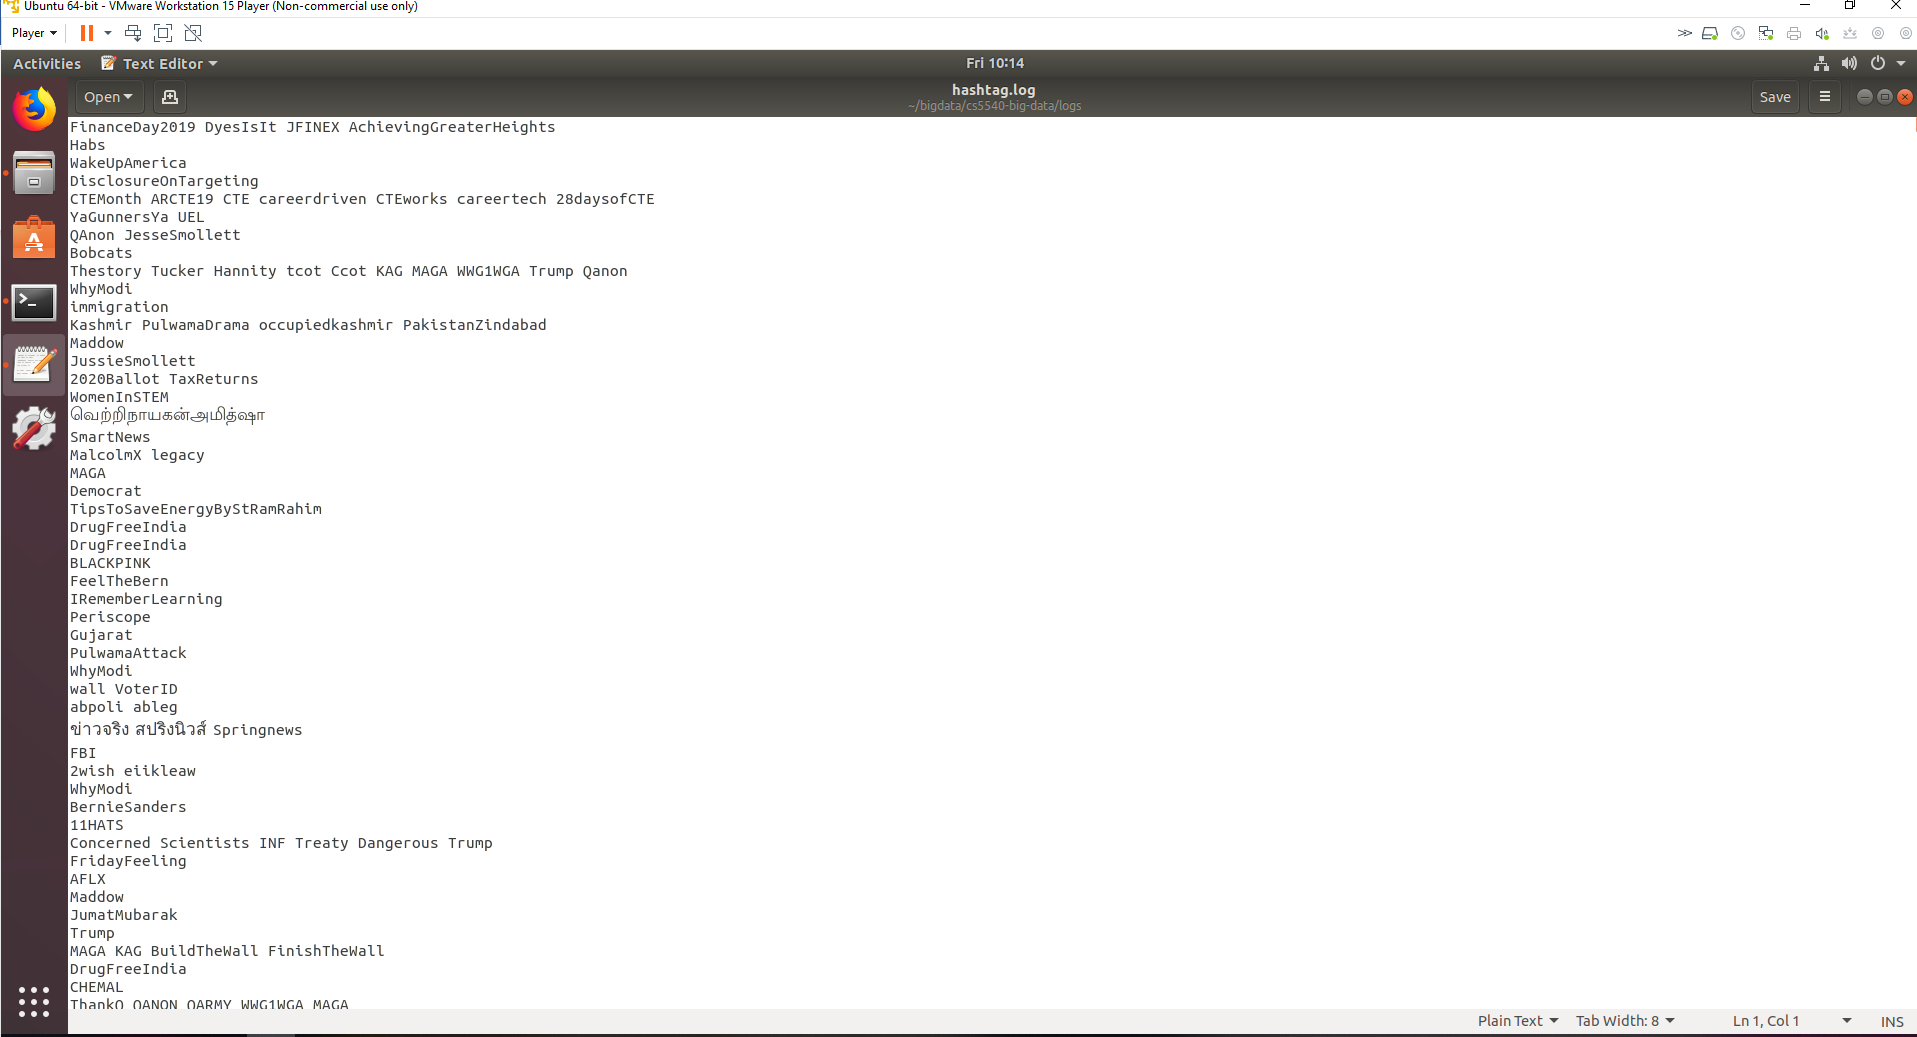 Ubuntu 64-bit - VMware Workstation 15 Player (Non-commercial use only)
Player
Activities Text Editor Fri 10:14
Open hashtag.log Save
~/bigdata/cs5540-big-data/logs
FinanceDay2019 DyesIsIt JFINEX AchievingGreaterHeights
Habs
WakeUpAmerica
DisclosureOnTargeting
CTEMonth ARCTE19 CTE careerdriven CTEworks careertech 28daysofCTE
YaGunnersYa UEL
QAnon JesseSmollett
Bobcats
Thestory Tucker Hannity tcot Ccot KAG MAGA WWG1WGA Trump Qanon
WhyModi
immigration
Kashmir PulwamaDrama occupiedkashmir PakistanZindabad
Maddow
JussieSmollett
2020Ballot TaxReturns
WomenInSTEM
வெற்றிநாயகன்அமித்ஷா
SmartNews
MalcolmX legacy
MAGA
Democrat
TipsToSaveEnergyByStRamRahim
DrugFreeIndia
DrugFreeIndia
BLACKPINK
FeelTheBern
IRememberLearning
Periscope
Gujarat
PulwamaAttack
WhyModi
wall VoterID
abpoli ableg
ข่าวจริง สปริงนิวส์ Springnews
FBI
2wish eiikleaw
WhyModi
BernieSanders
11HATS
Concerned Scientists INF Treaty Dangerous Trump
FridayFeeling
AFLX
Maddow
JumatMubarak
Trump
MAGA KAG BuildTheWall FinishTheWall
DrugFreeIndia
CHEMAL
ThankQ QANON QARMY WWG1WGA MAGA
Plain Text Tab Width: 8 Ln 1, Col 1 INS